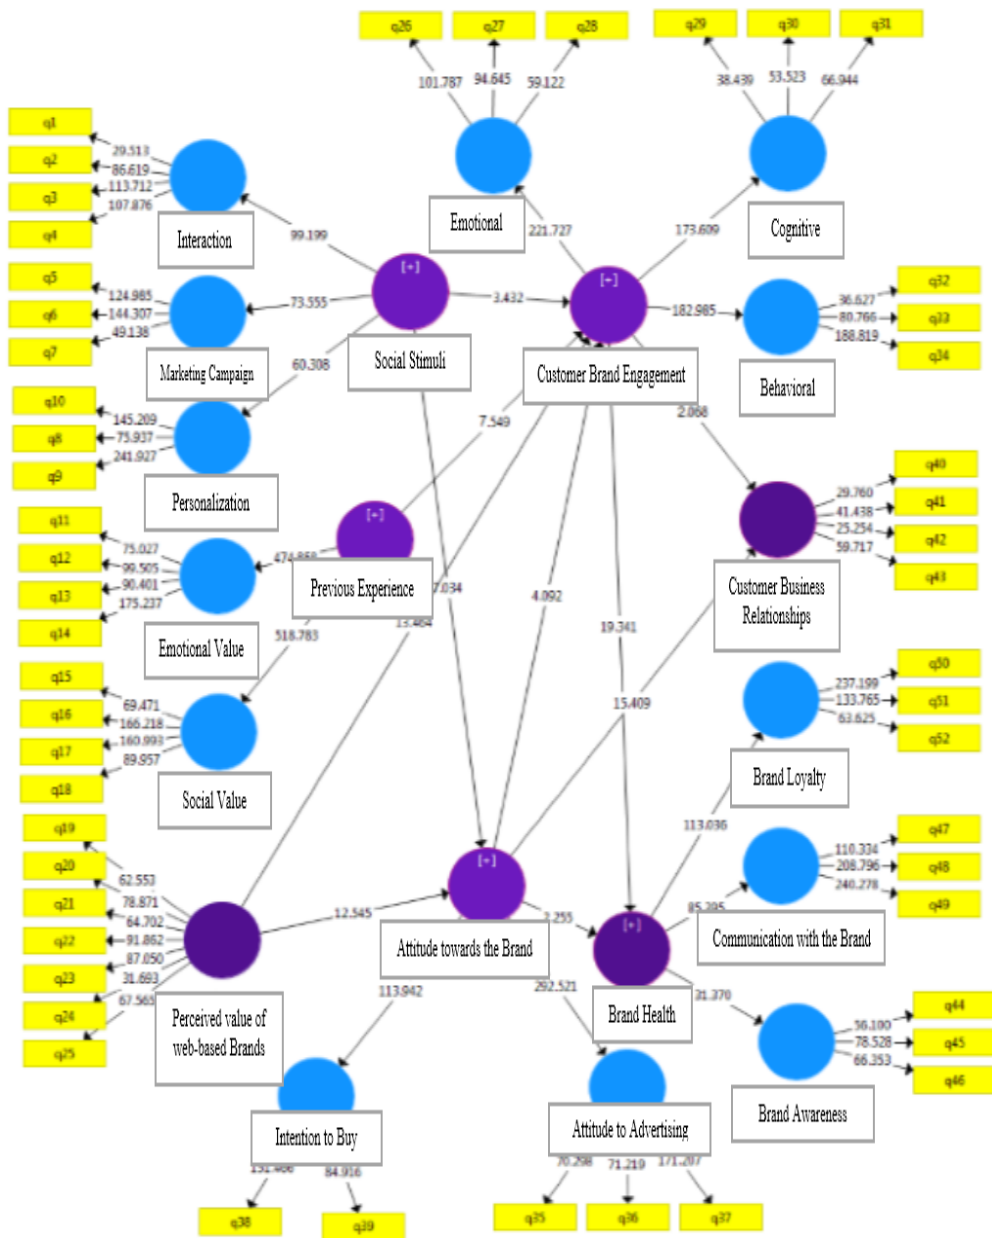 q26
q27
q28
q29
q30
q31
101.787
94.645
59.122
38.439
53.523
66.944
q1
q2
q3
q4
29.513
86.619
113.712
107.876
Interaction
Emotional
Cognitive
99.199
221.727
173.609
q5
q6
q7
124.985
144.307
49.138
Marketing Campaign
73.555
[+]
Social Stimuli
3.432
[+]
Customer Brand Engagement
182.985
Behavioral
q32
q33
q34
36.627
80.766
188.819
60.308
q10
q8
q9
145.209
75.937
241.927
Personalization
7.549
2.068
q40
q41
q42
q43
29.760
41.438
25.254
59.717
Customer Business
Relationships
q11
q12
q13
q14
75.027
99.505
90.401
175.237
Emotional Value
[+]
Previous Experience
518.783
13.464
4.092
19.341
15.409
q15
q16
q17
q18
69.471
166.218
160.993
89.957
Social Value
q50
q51
q52
237.199
133.765
63.625
Brand Loyalty
113.036
q19
q20
q21
q22
q23
q24
q25
62.553
78.871
64.702
91.862
87.050
31.693
67.565
Perceived value of
web-based Brands
12.545
[+]
Attitude towards the Brand
[+]
Brand Health
q47
q48
q49
110.334
208.796
240.278
Communication with the Brand
113.942
292.521
31.370
q44
q45
q46
56.100
78.528
66.353
Brand Awareness
Intention to Buy
Attitude to Advertising
84.916
70.298
71.219
171.207
q38
q39
q35
q36
q37